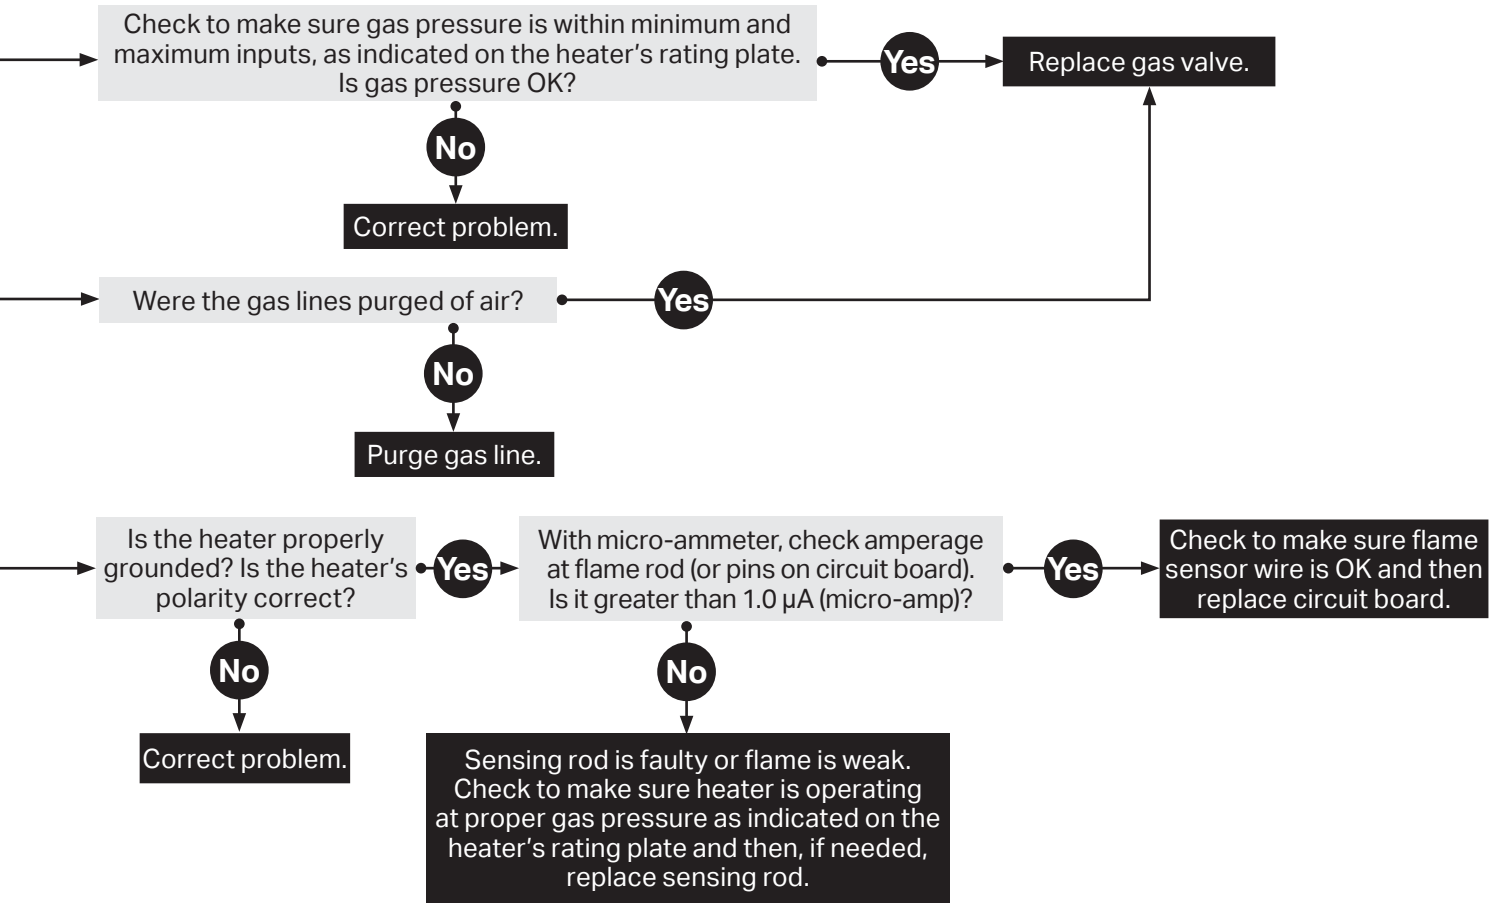 Check to make sure gas pressure is within minimum and
maximum inputs, as indicated on the heater’s rating plate.
Is gas pressure OK?
Yes
Replace gas valve.
No
Correct problem.
Were the gas lines purged of air?
Yes
No
Purge gas line.
Is the heater properly
grounded? Is the heater’s
polarity correct?
Yes
With micro-ammeter, check amperage
at flame rod (or pins on circuit board).
Is it greater than 1.0 µA (micro-amp)?
Yes
Check to make sure flame
sensor wire is OK and then
replace circuit board.
No
Correct problem.
No
Sensing rod is faulty or flame is weak.
Check to make sure heater is operating
at proper gas pressure as indicated on the
heater’s rating plate and then, if needed,
replace sensing rod.